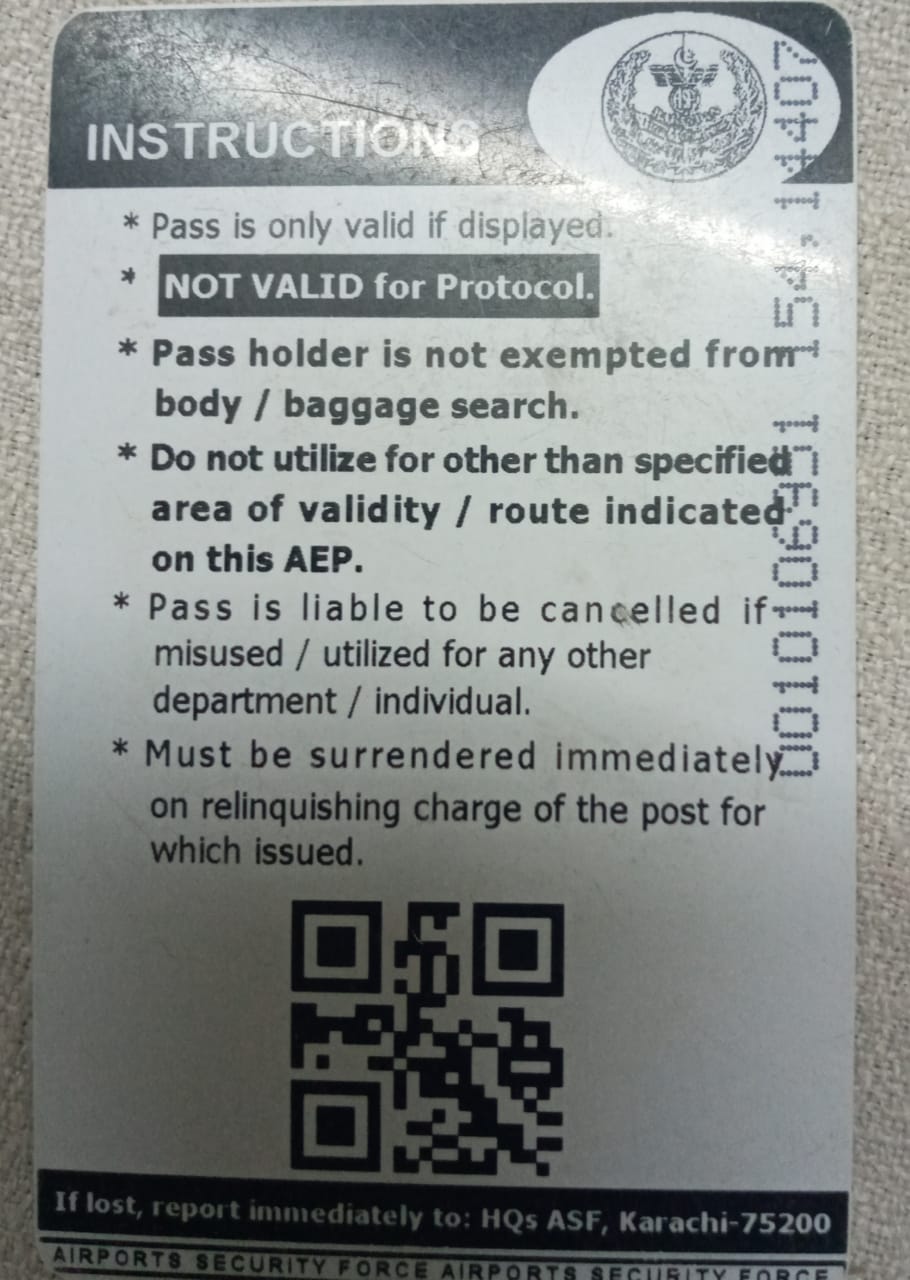 INSTRUCTIONS
* Pass is only valid if displayed.
* NOT VALID for Protocol.
* Pass holder is not exempted from
body / baggage search.
* Do not utilize for other than specified
area of validity / route indicated
on this AEP.
* Pass is liable to be cancelled if
misused / utilized for any other
department / individual.
* Must be surrendered immediately
on relinquishing charge of the post for
which issued.
If lost, report immediately to: HQs ASF, Karachi-75200
AIRPORTS SECURITY FORCE AIRPORTS SECURITY FORCE